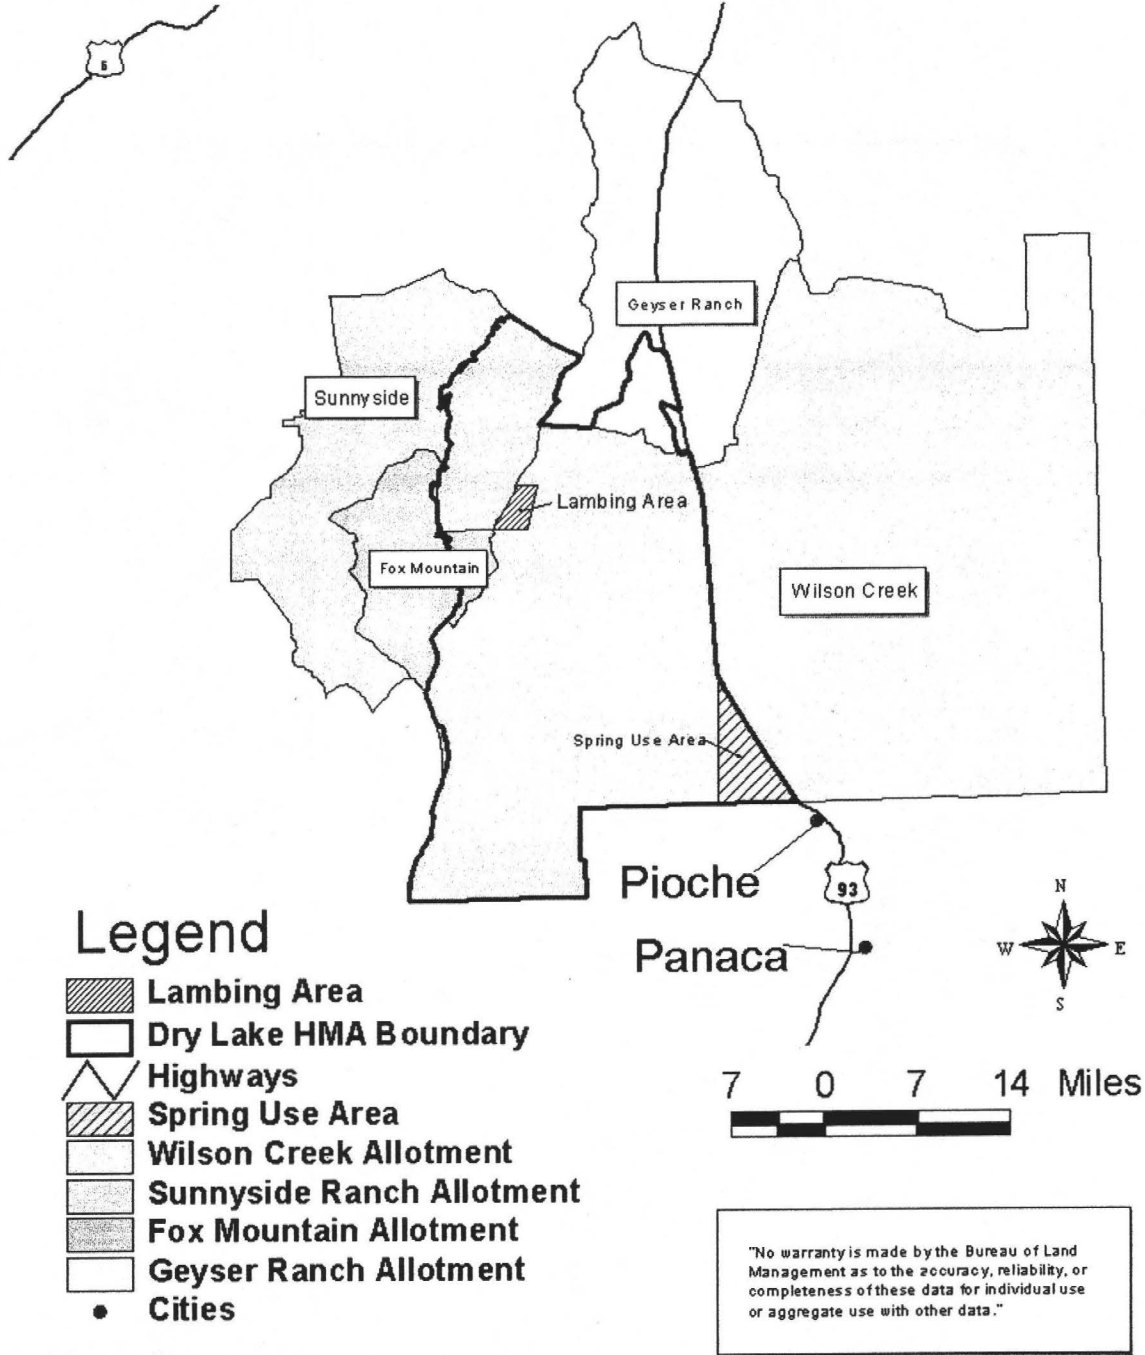 6
Geyser Ranch
Sunnyside
Lambing Area
Fox Mountain
Wilson Creek
Spring Use Area
Pioche
93
Panaca
N
W E
S
Legend
Lambing Area
Dry Lake HMA Boundary
Highways
Spring Use Area
Wilson Creek Allotment
Sunnyside Ranch Allotment
Fox Mountain Allotment
Geyser Ranch Allotment
Cities
7 0 7 14 Miles
"No warranty is made by the Bureau of Land
Management as to the accuracy, reliability, or
completeness of these data for individual use
or aggregate use with other data."